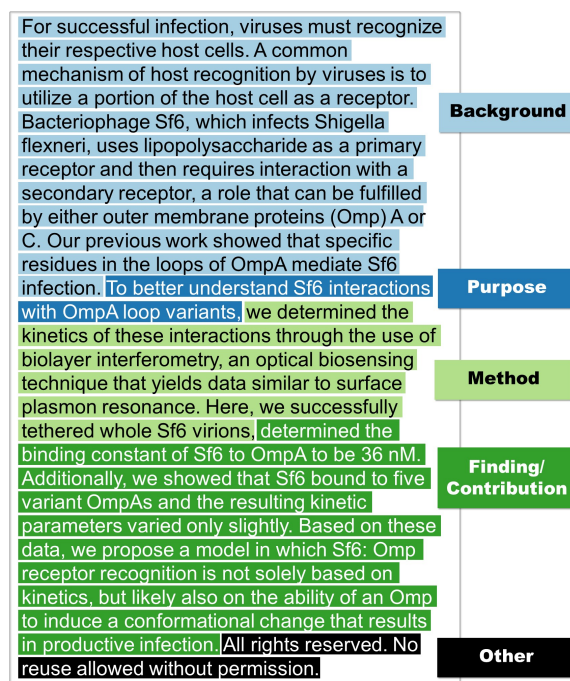 For successful infection, viruses must recognize
their respective host cells. A common
mechanism of host recognition by viruses is to
utilize a portion of the host cell as a receptor.
Bacteriophage Sf6, which infects Shigella
flexneri, uses lipopolysaccharide as a primary
receptor and then requires interaction with a
secondary receptor, a role that can be fulfilled
by either outer membrane proteins (Omp) A or
C. Our previous work showed that specific
residues in the loops of OmpA mediate Sf6
infection. To better understand Sf6 interactions
with OmpA loop variants, we determined the
kinetics of these interactions through the use of
biolayer interferometry, an optical biosensing
technique that yields data similar to surface
plasmon resonance. Here, we successfully
tethered whole Sf6 virions, determined the
binding constant of Sf6 to OmpA to be 36 nM.
Additionally, we showed that Sf6 bound to five
variant OmpAs and the resulting kinetic
parameters varied only slightly. Based on these
data, we propose a model in which Sf6: Omp
receptor recognition is not solely based on
kinetics, but likely also on the ability of an Omp
to induce a conformational change that results
in productive infection. All rights reserved. No
reuse allowed without permission.
Background
Purpose
Method
Finding/
Contribution
Other